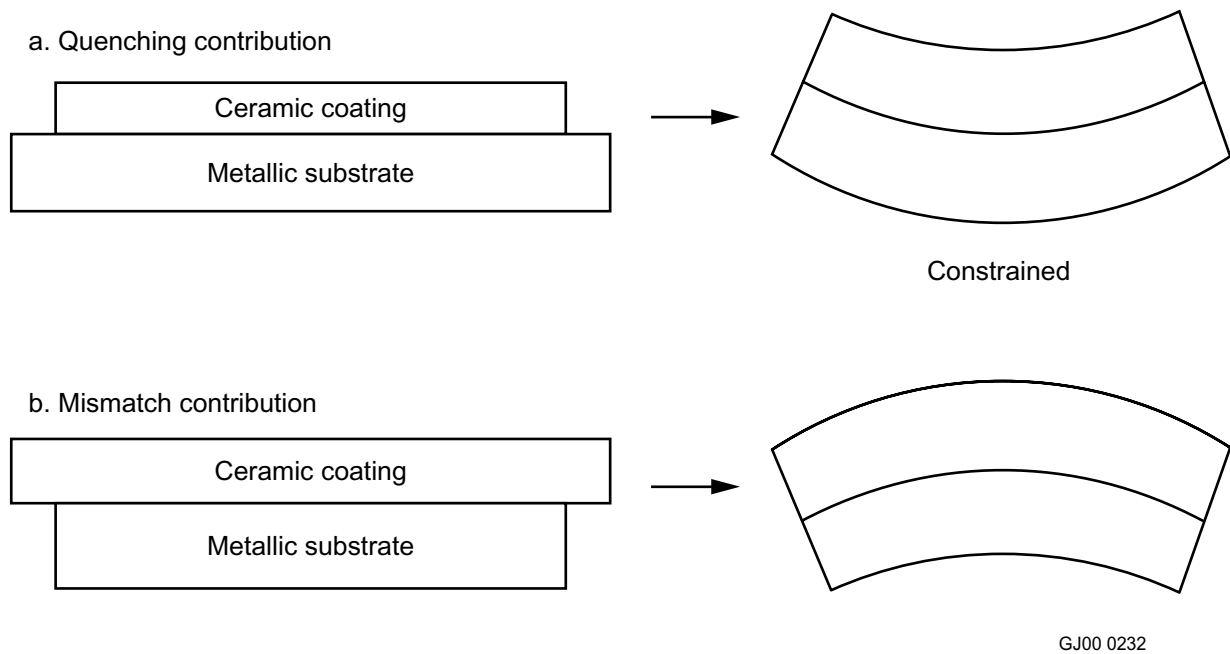 a. Quenching contribution
Ceramic coating
Metallic substrate
Constrained
b. Mismatch contribution
Ceramic coating
Metallic substrate
GJ00 0232